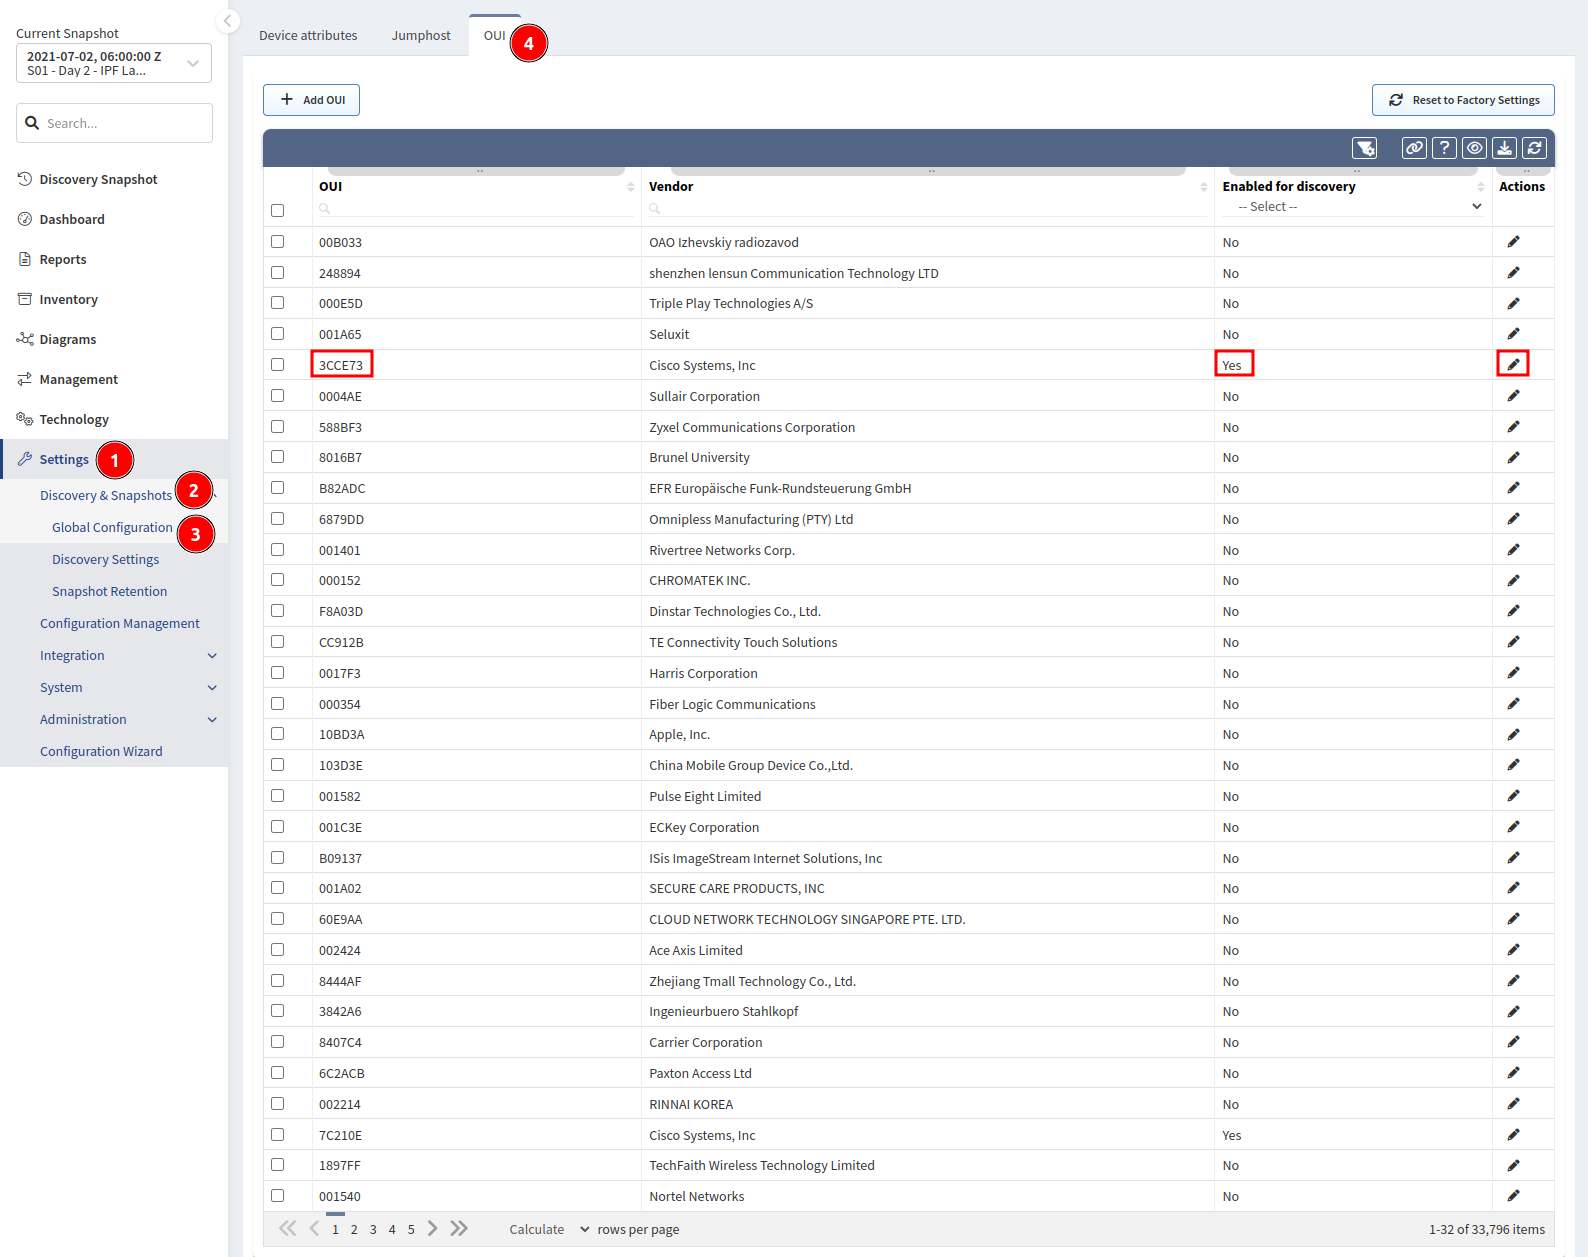 Current Snapshot
2021-07-02, 06:00:00 Z
S01 - Day 2 - IPF La...
Search...
Discovery Snapshot
Dashboard
Reports
Inventory
Diagrams
Management
Technology
Settings 1
Discovery & Snapshots 2
Global Configuration 3
Discovery Settings
Snapshot Retention
Configuration Management
Integration
System
Administration
Configuration Wizard
Device attributes Jumphost OUI 4
+ Add OUI Reset to Factory Settings
?
OUI Vendor Enabled for discovery Actions
-- Select --
00B033 OAO Izhevskiy radiozavod No
248894 shenzhen lensun Communication Technology LTD No
000E5D Triple Play Technologies A/S No
001A65 Seluxit No
3CCE73 Cisco Systems, Inc Yes
0004AE Sullair Corporation No
588BF3 Zyxel Communications Corporation No
8016B7 Brunel University No
B82ADC EFR Europäische Funk-Rundsteuerung GmbH No
6879DD Omnipless Manufacturing (PTY) Ltd No
001401 Rivertree Networks Corp. No
000152 CHROMATEK INC. No
F8A03D Dinstar Technologies Co., Ltd. No
CC912B TE Connectivity Touch Solutions No
0017F3 Harris Corporation No
000354 Fiber Logic Communications No
10BD3A Apple, Inc. No
103D3E China Mobile Group Device Co.,Ltd. No
001582 Pulse Eight Limited No
001C3E ECKey Corporation No
B09137 ISis ImageStream Internet Solutions, Inc No
001A02 SECURE CARE PRODUCTS, INC No
60E9AA CLOUD NETWORK TECHNOLOGY SINGAPORE PTE. LTD. No
002424 Ace Axis Limited No
8444AF Zhejiang Tmall Technology Co., Ltd. No
3842A6 Ingenieurbuero Stahlkopf No
8407C4 Carrier Corporation No
6C2ACB Paxton Access Ltd No
002214 RINNAI KOREA No
7C210E Cisco Systems, Inc Yes
1897FF TechFaith Wireless Technology Limited No
001540 Nortel Networks No
1 2 3 4 5 Calculate rows per page 1-32 of 33,796 items